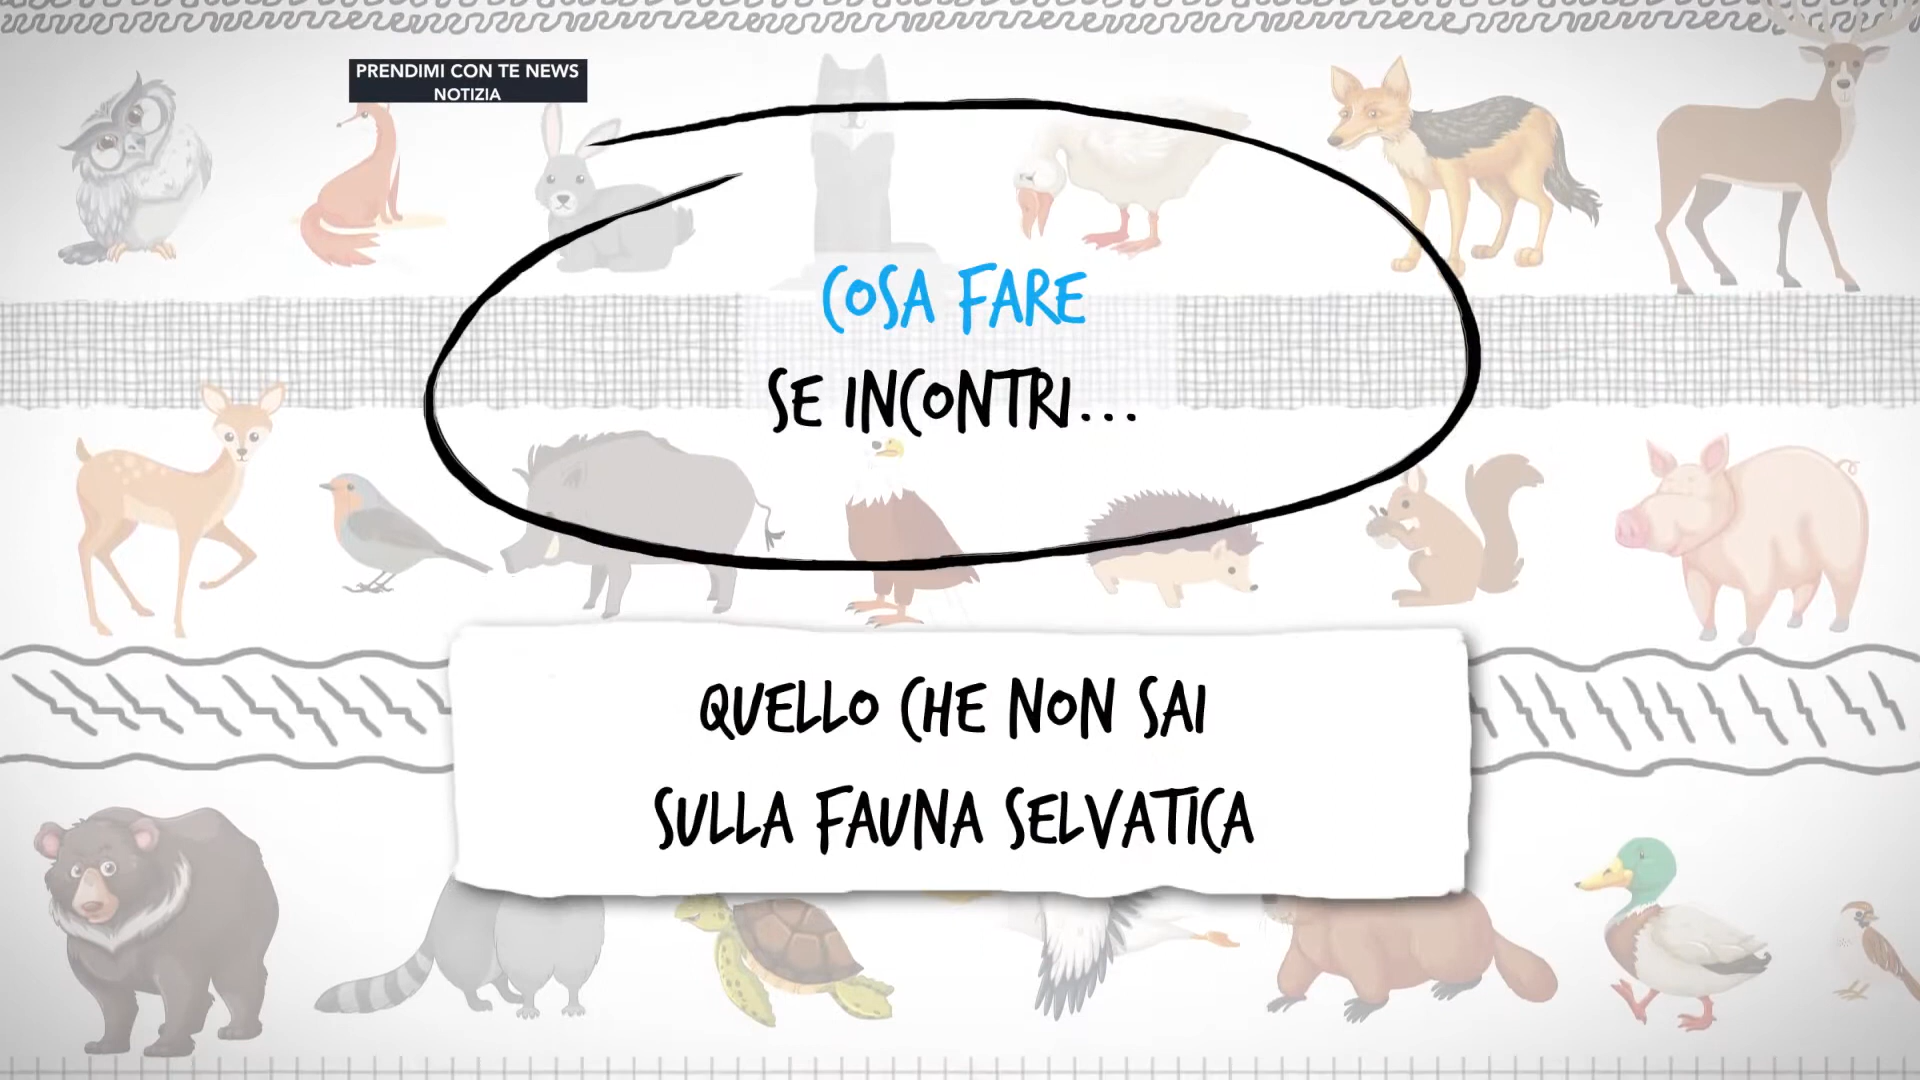 PRENDIMI CON TE NEWS
NOTIZIA
COSA FARE
SE INCONTRI...
QUELLO CHE NON SAI
SULLA FAUNA SELVATICA